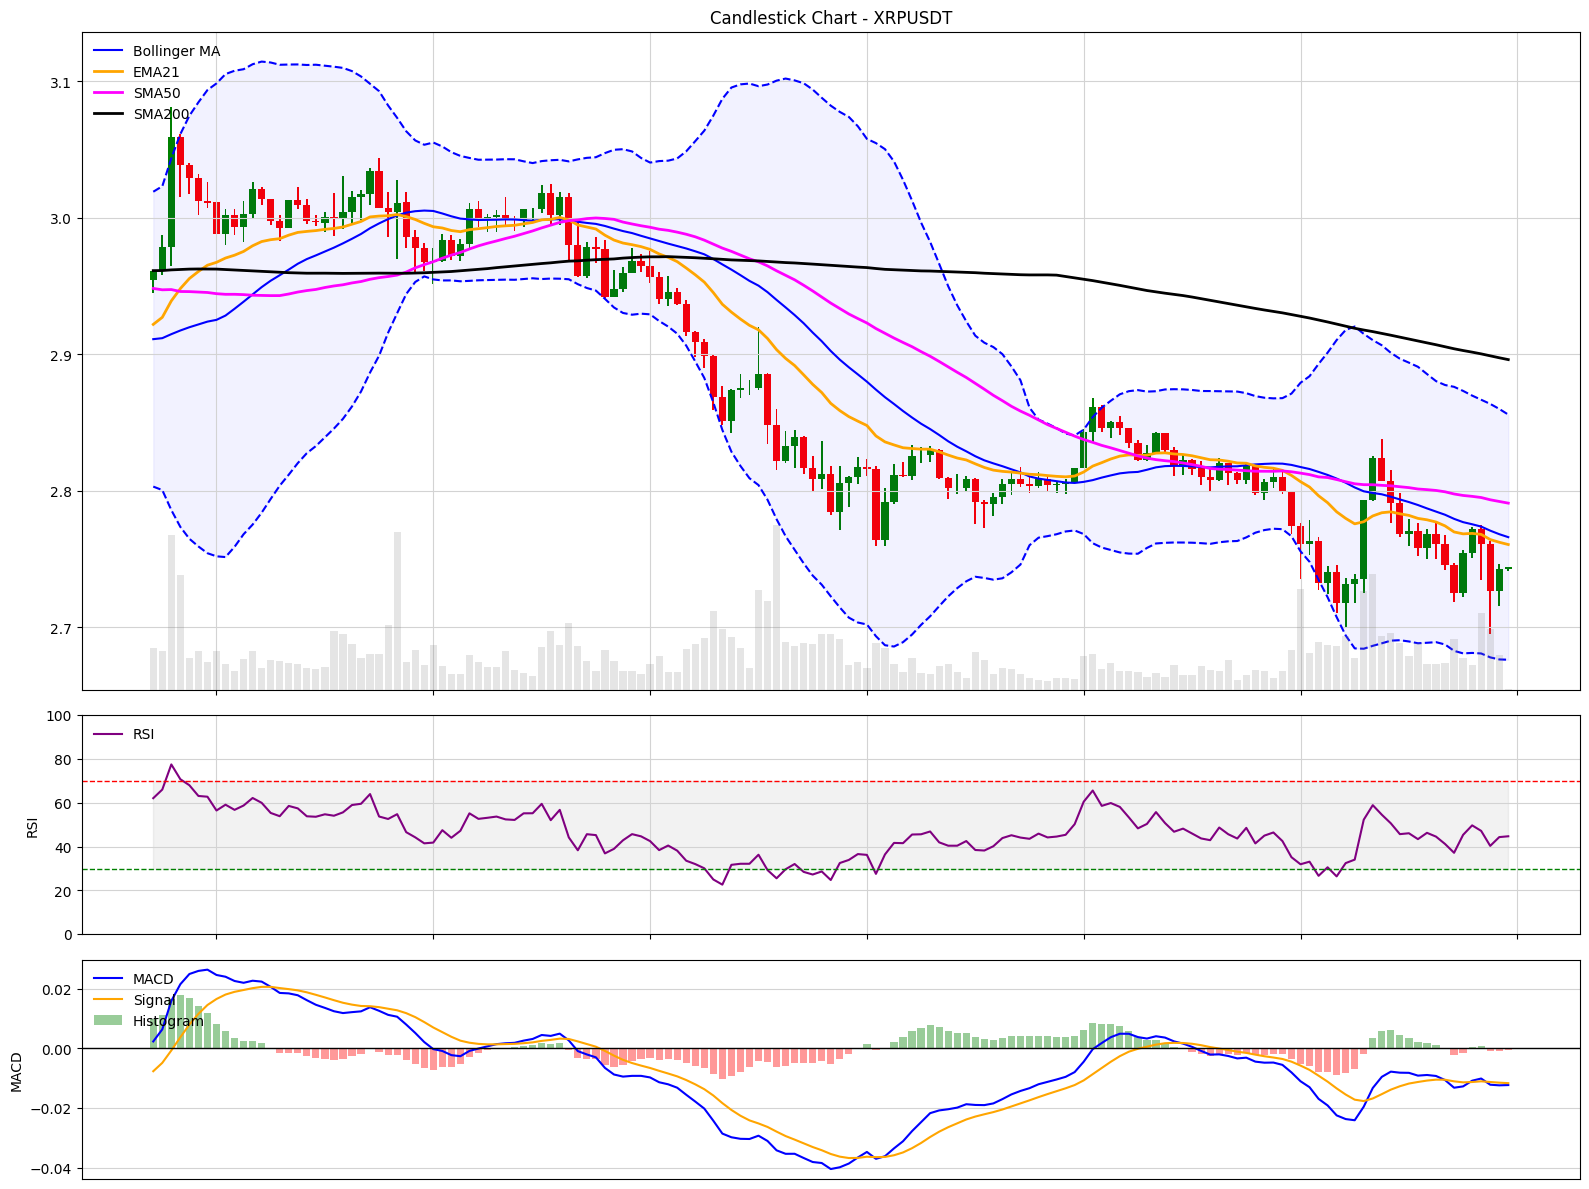 Candlestick Chart - XRPUSDT
Bollinger MA
EMA21
SMA50
SMA200
3.1
3.0
2.9
2.8
2.7
RSI
RSI
100
80
60
40
20
0
MACD
Signal
Histogram
MACD
0.02
0.00
−0.02
−0.04